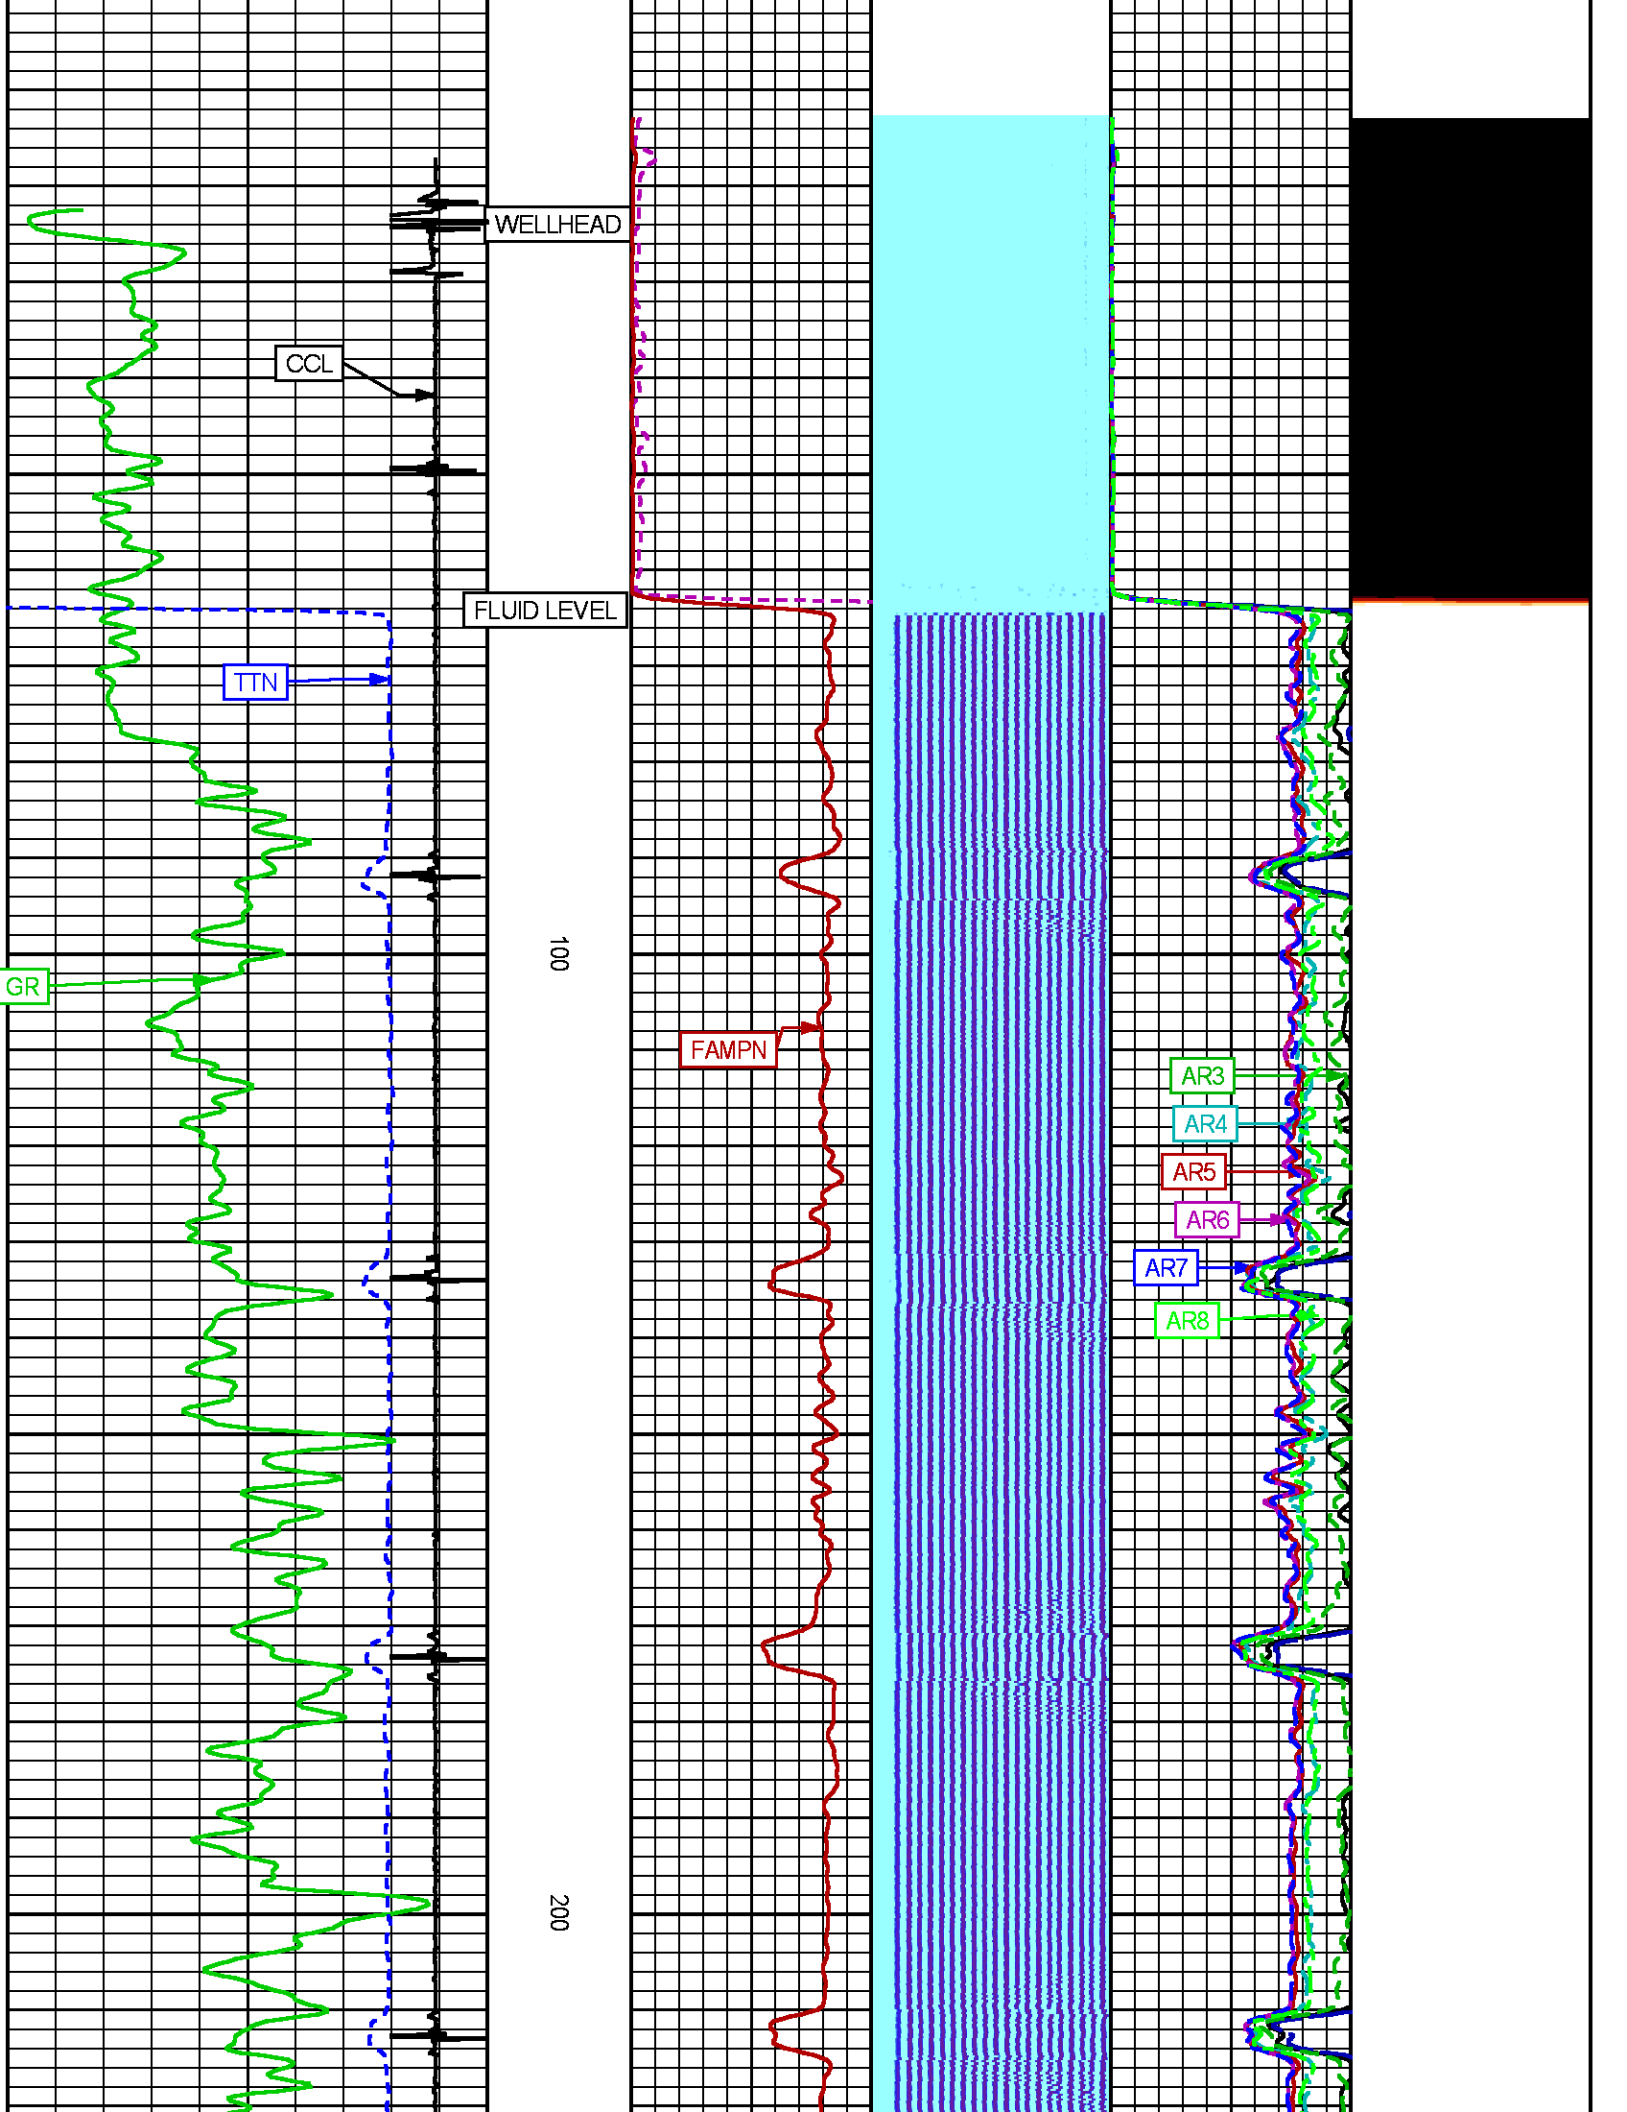 WELLHEAD
CCL
FLUID LEVEL
TTN
100
GR
FAMPN
AR3
AR4
AR5
AR6
AR7
AR8
200